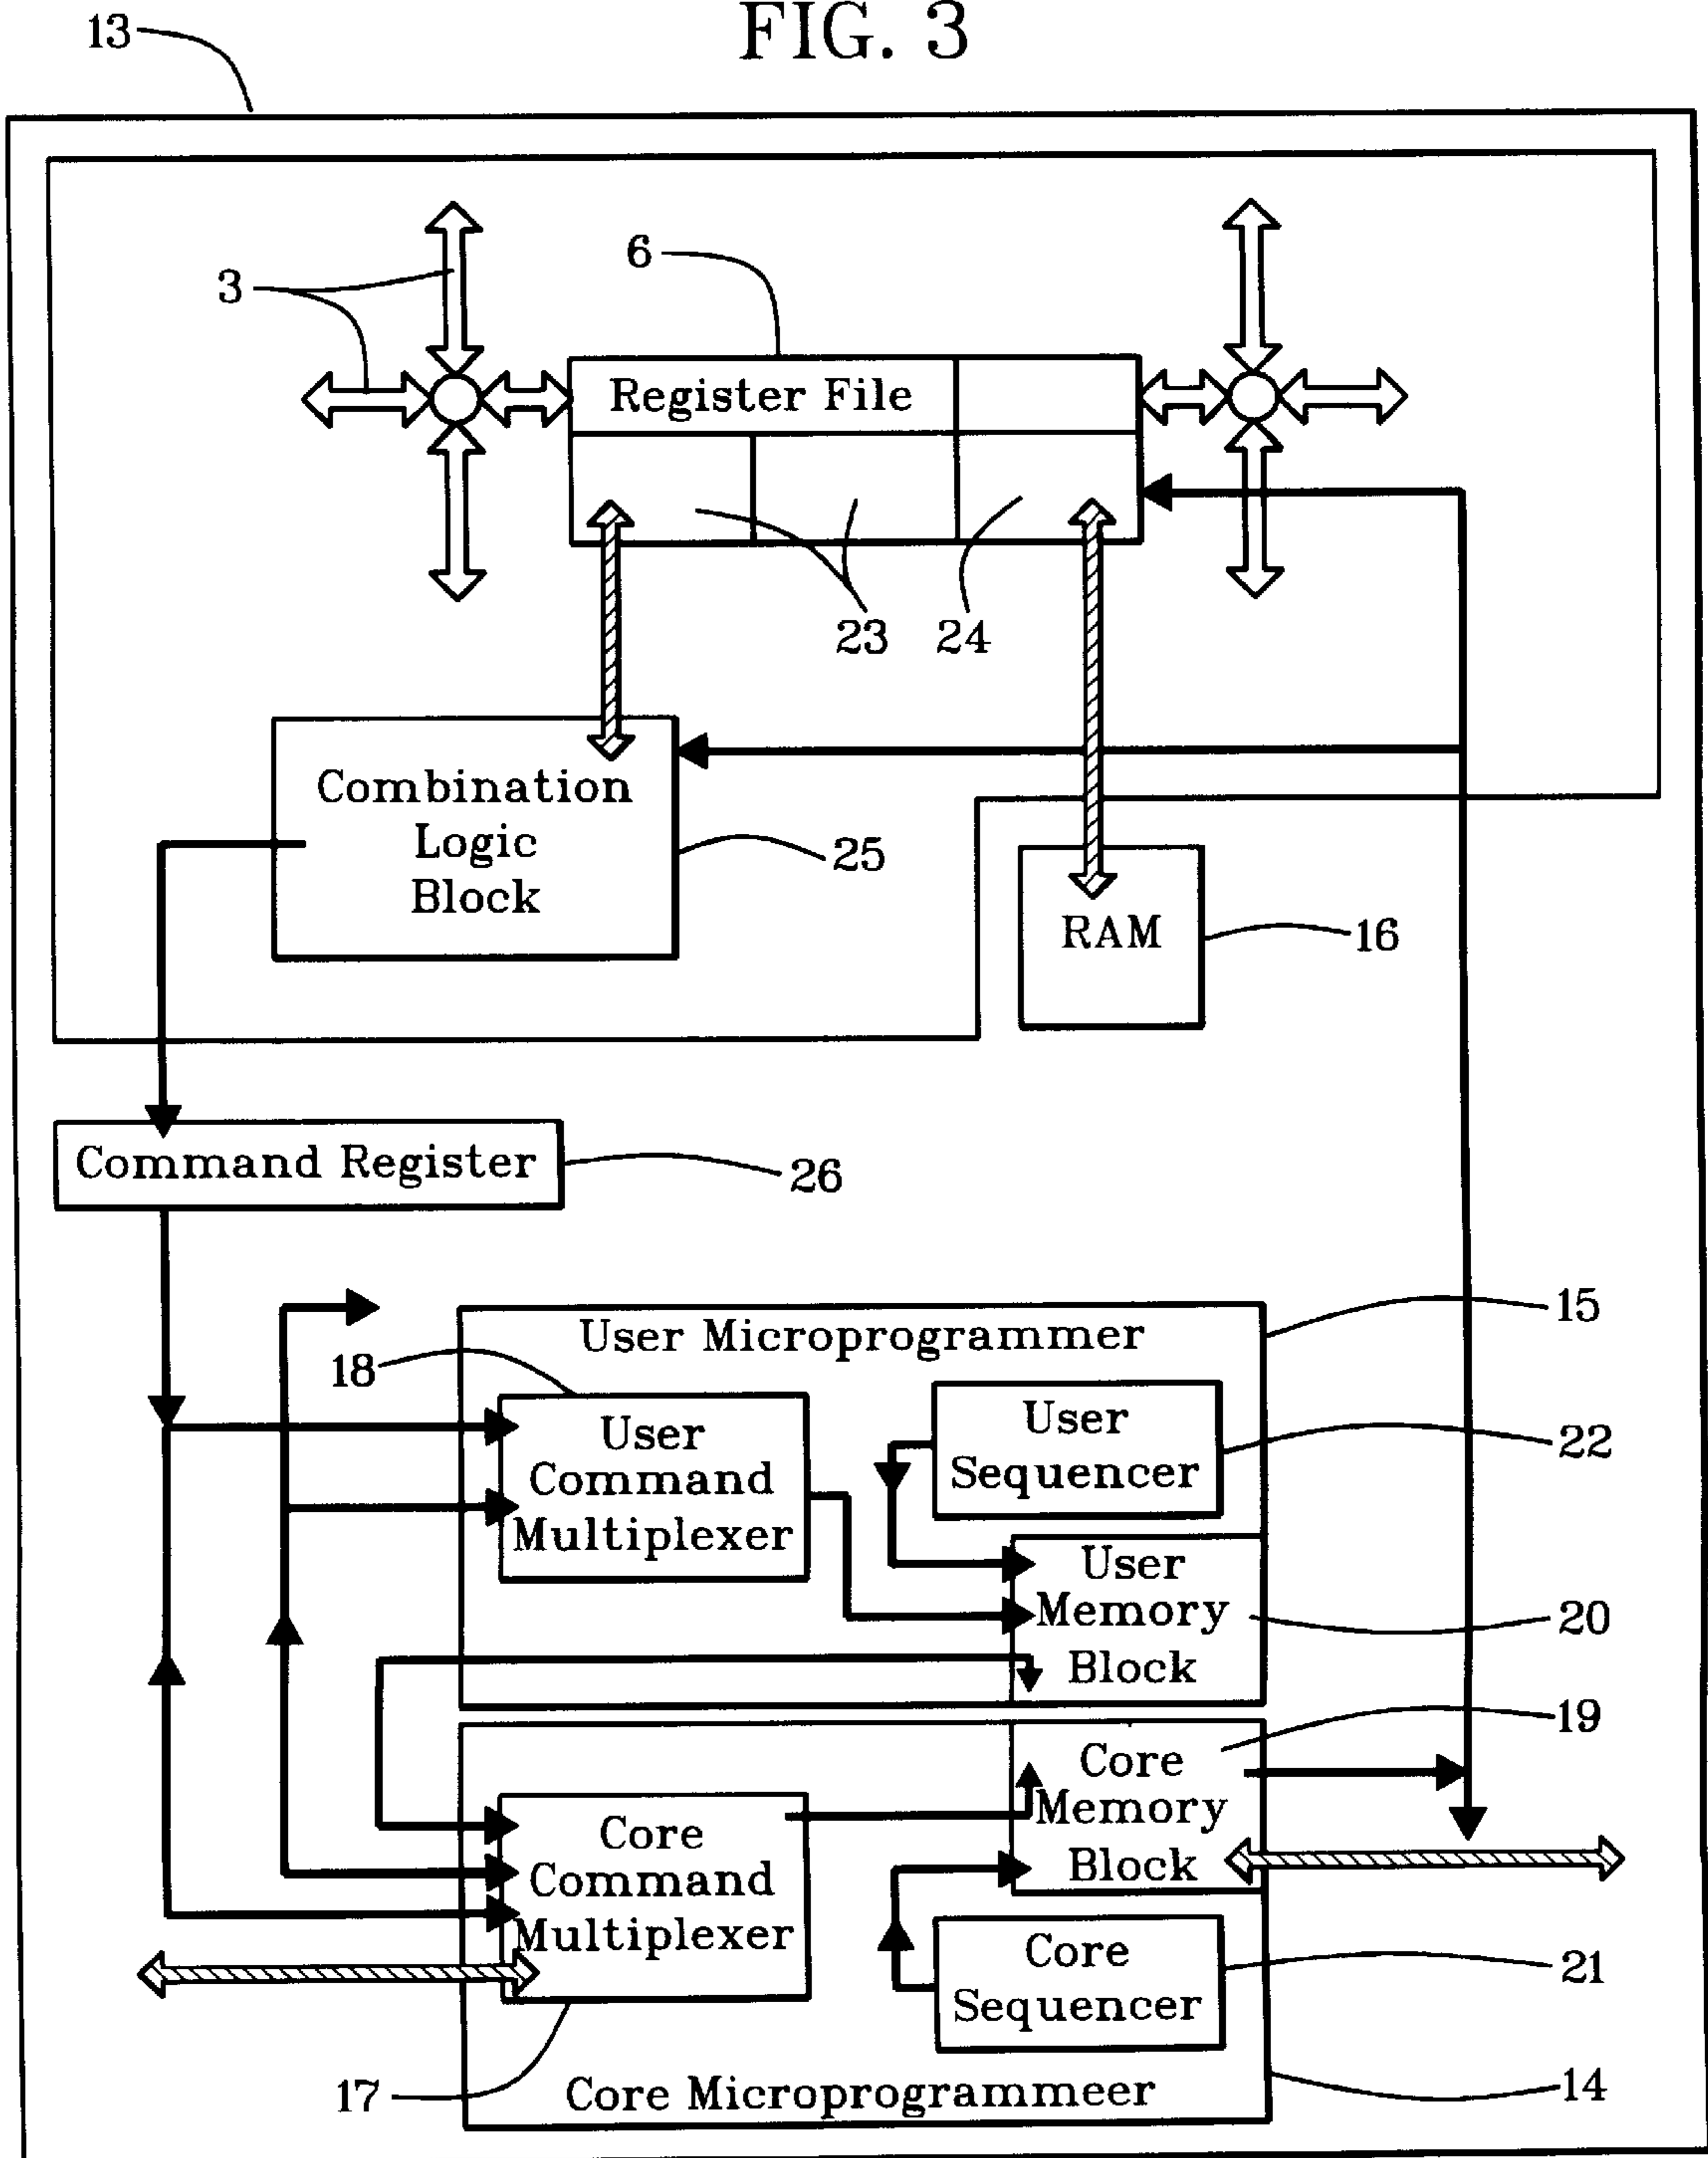 FIG. 3
13
3
6
Register File
23
24
Combination
Logic
Block
25
RAM
16
Command Register
26
15
User Microprogrammer
18
User
Command
Multiplexer
User
Sequencer
22
User
Memory
Block
20
19
Core
Memory
Block
Core
Command
Multiplexer
Core
Sequencer
21
17
Core Microprogrammeer
14